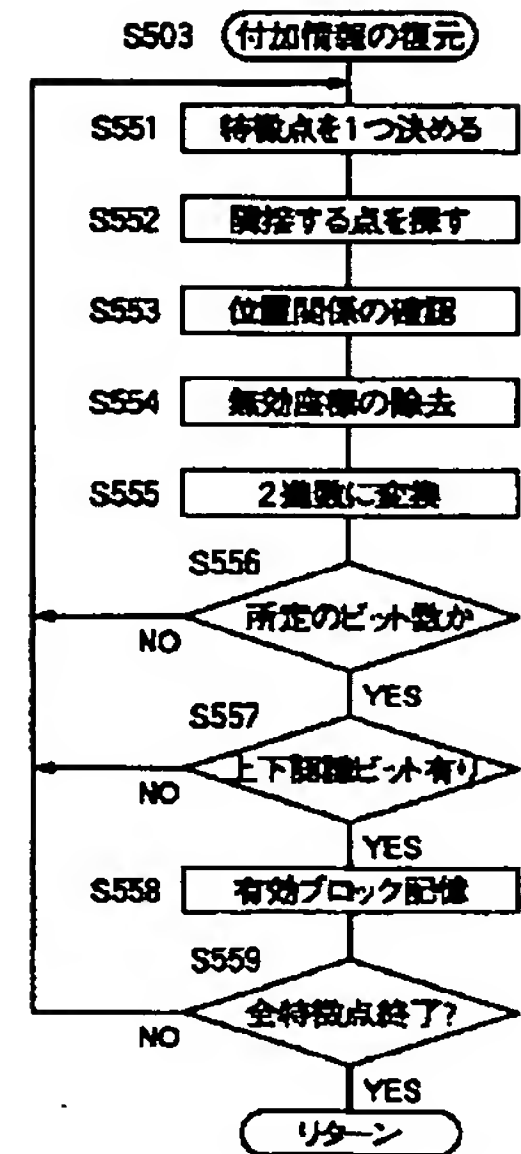 S503 付加情報の復元
S551 特徴点を1つ決める
S552 隣接する点を探す
S553 位置関係の確認
S554 無効座標の除去
S555 2進数に変換
S556
所定のビット数か
NO
YES
S557
上下認識ビット有り
NO
YES
S558 有効ブロック記憶
S559
全特徴点終了?
NO
YES
リターン